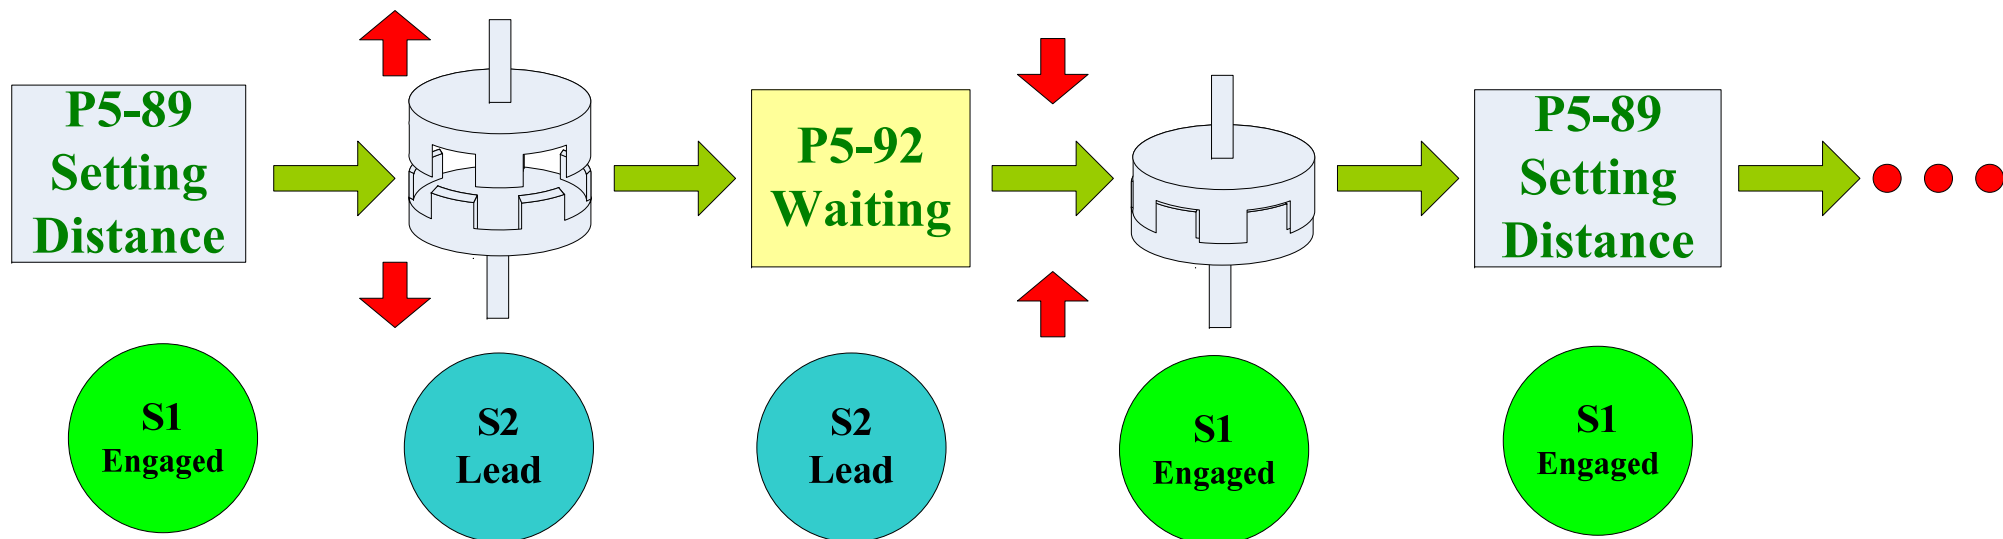 P5-89
Setting
Distance
P5-92
Waiting
P5-89
Setting
Distance
S1
Engaged
S2
Lead
S2
Lead
S1
Engaged
S1
Engaged